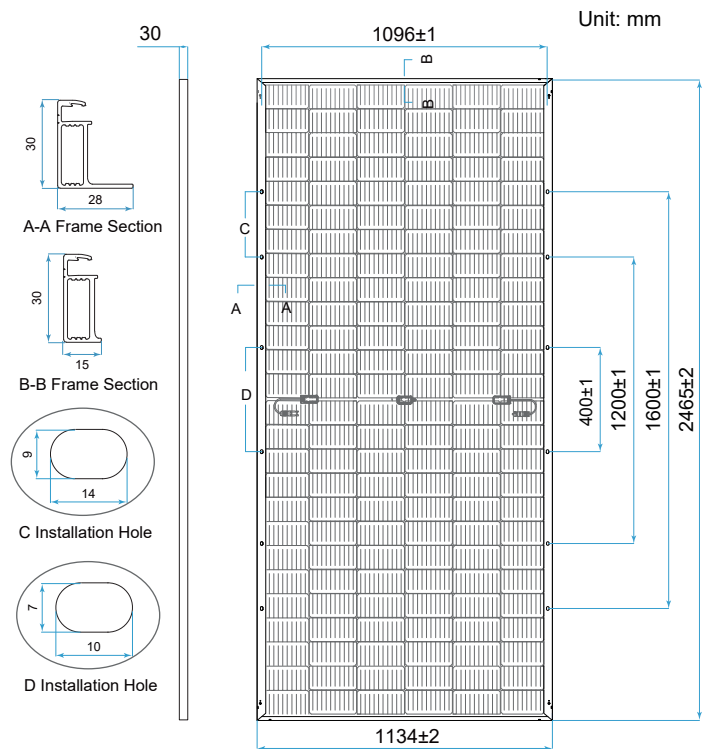 Unit: mm
30
1096±1
B
B
30
28
A-A Frame Section
C
A
A
30
15
B-B Frame Section
D
400±1
1200±1
1600±1
2465±2
9
14
C Installation Hole
7
10
D Installation Hole
1134±2